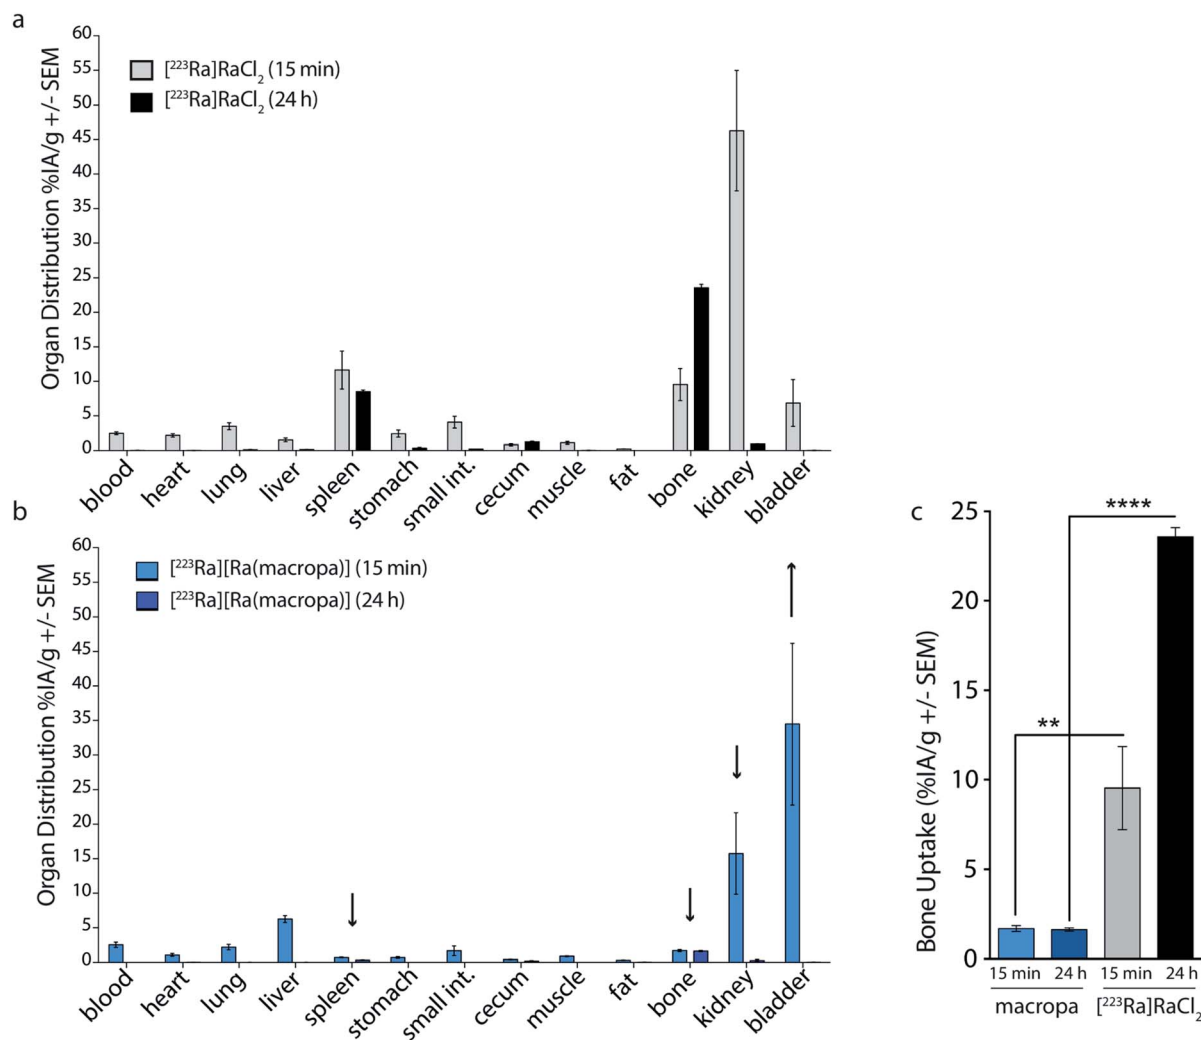 a
Organ Distribution %IA/g +/- SEM
60
55
50
45
40
35
30
25
20
15
10
5
0
[²²³Ra]RaCl₂ (15 min)
[²²³Ra]RaCl₂ (24 h)
blood
heart
lung
liver
spleen
stomach
small int.
cecum
muscle
fat
bone
kidney
bladder
b
Organ Distribution %IA/g +/- SEM
60
55
50
45
40
35
30
25
20
15
10
5
0
[²²³Ra][Ra(macropa)] (15 min)
[²²³Ra][Ra(macropa)] (24 h)
↓
↓
↓
↑
blood
heart
lung
liver
spleen
stomach
small int.
cecum
muscle
fat
bone
kidney
bladder
c
Bone Uptake (%IA/g +/- SEM)
25
20
15
10
5
0
****
**
15 min 24 h 15 min 24 h
macropa [²²³Ra]RaCl₂